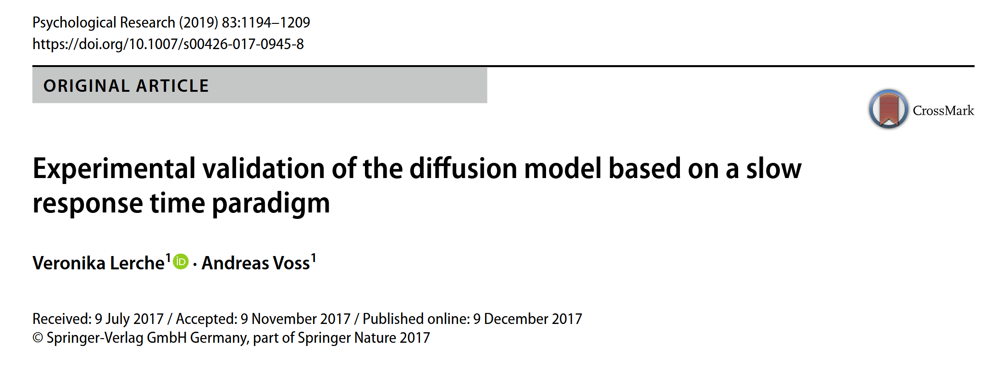 Psychological Research (2019) 83:1194–1209
https://doi.org/10.1007/s00426-017-0945-8
ORIGINAL ARTICLE
CrossMark
Experimental validation of the diffusion model based on a slow
response time paradigm
Veronika Lerche¹ iD · Andreas Voss¹
Received: 9 July 2017 / Accepted: 9 November 2017 / Published online: 9 December 2017
© Springer-Verlag GmbH Germany, part of Springer Nature 2017